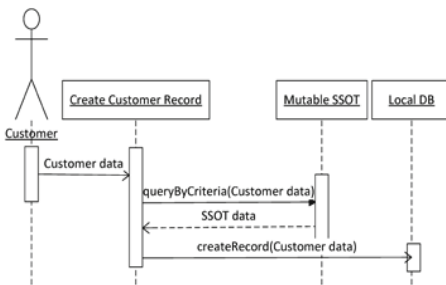 Create Customer Record
Mutable SSOT
Local DB
Customer
Customer data
queryByCriteria(Customer data)
SSOT data
createRecord(Customer data)